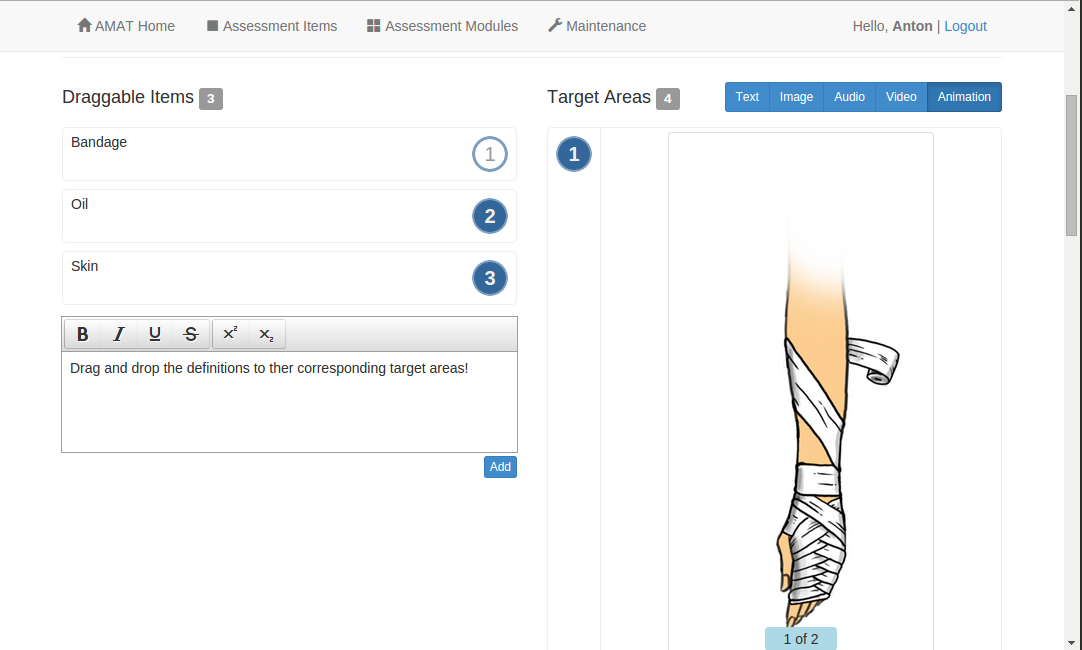 AMAT Home Assessment Items Assessment Modules Maintenance Hello, Anton | Logout
Draggable Items 3
Bandage 1
Oil 2
Skin 3
B I U S x² x₂
Drag and drop the definitions to ther corresponding target areas!
Add
Target Areas 4 Text Image Audio Video Animation
1
1 of 2